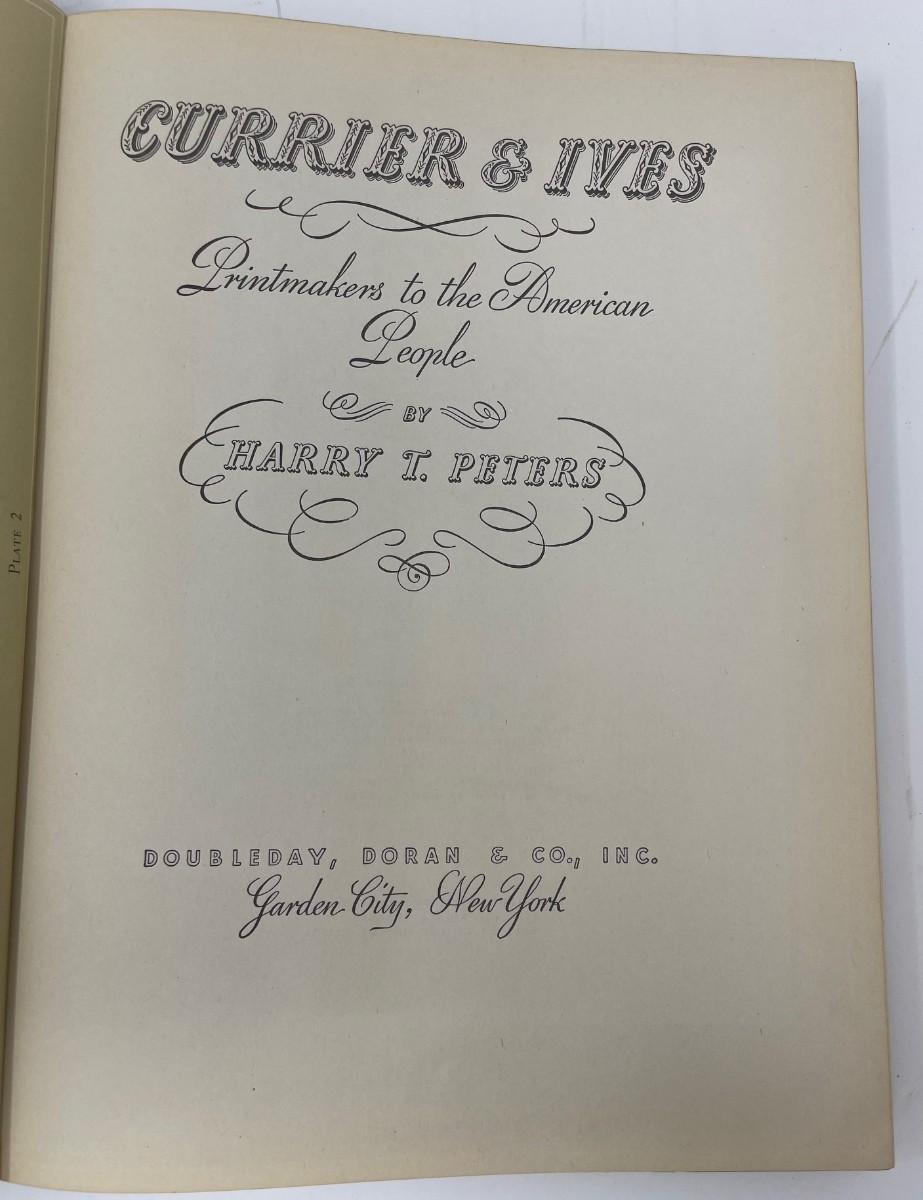 PLATE 2
CURRIER & IVES
Printmakers to the American
People
BY
HARRY T. PETERS
DOUBLEDAY, DORAN & CO., INC.
Garden City, New York